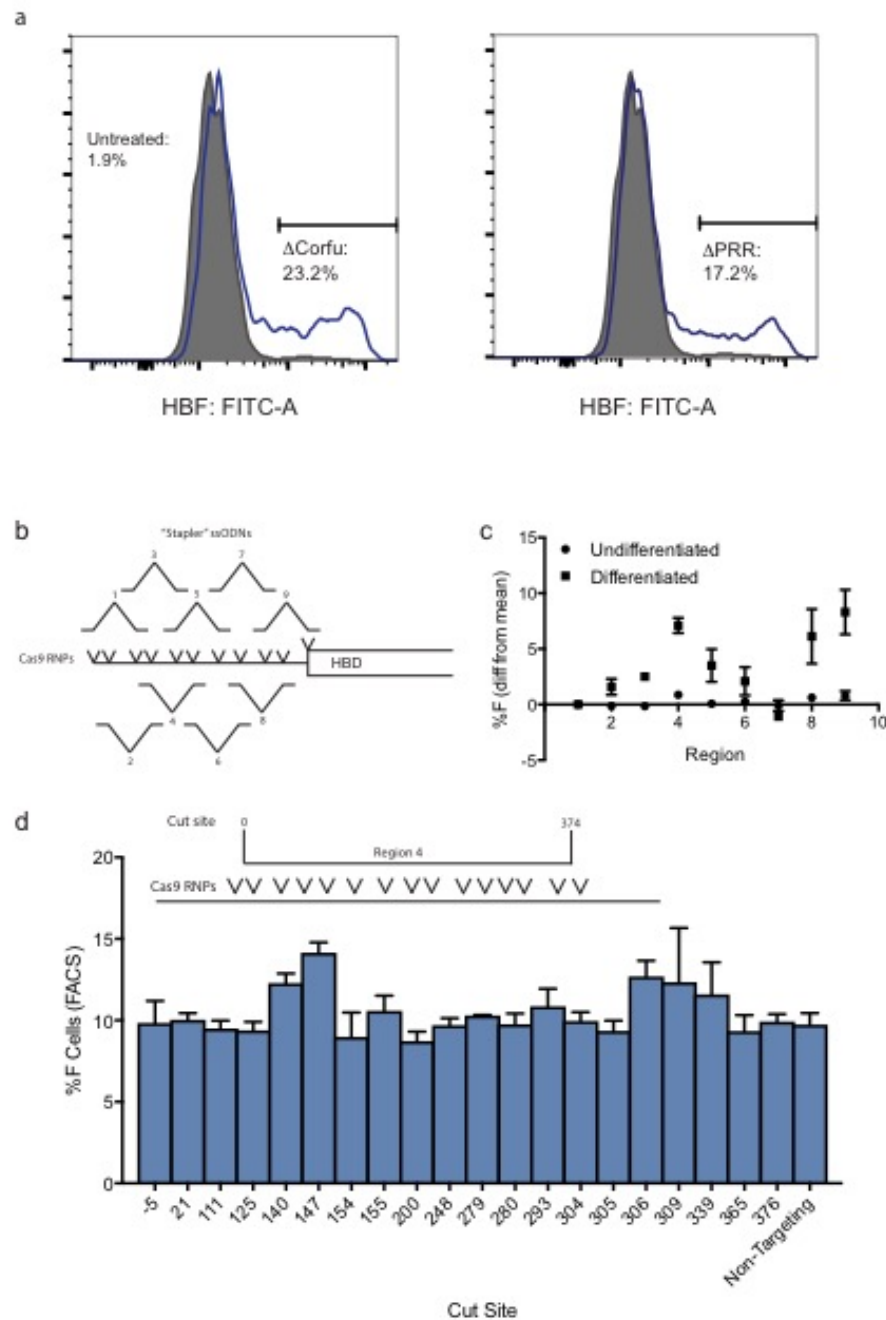 a
Untreated:
1.9%
ΔCorfu:
23.2%
HBF: FITC-A
ΔPRR:
17.2%
HBF: FITC-A
b
"Stapler" ssODNs
3 7
1 5 9
Cas9 RNPs
HBD
4 8
2 6
c
Undifferentiated
Differentiated
%F (diff from mean)
15
10
5
0
-5
2 4 6 8 10
Region
d
Cut site
0
374
Region 4
Cas9 RNPs
%F Cells (FACS)
20
15
10
5
0
-5 21 111 125 140 147 154 155 200 248 279 280 293 304 305 306 309 339 365 376 Non-Targeting
Cut Site